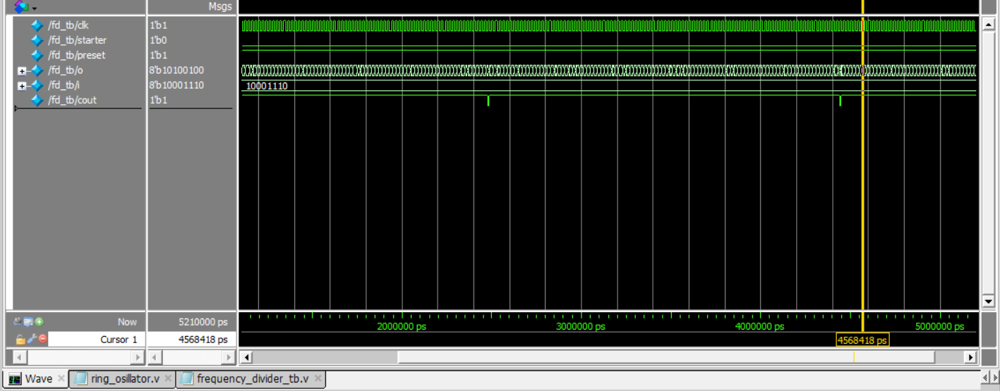 Msgs
/fd_tb/clk 1'b1
/fd_tb/starter 1'b0
/fd_tb/preset 1'b1
/fd_tb/o 8'b10100100
/fd_tb/i 8'b10001110 10001110
/fd_tb/cout 1'b1
Now 5210000 ps 2000000 ps 3000000 ps 4000000 ps 5000000 ps
Cursor 1 4568418 ps 4568418 ps
Wave ring_osillator.v frequency_divider_tb.v